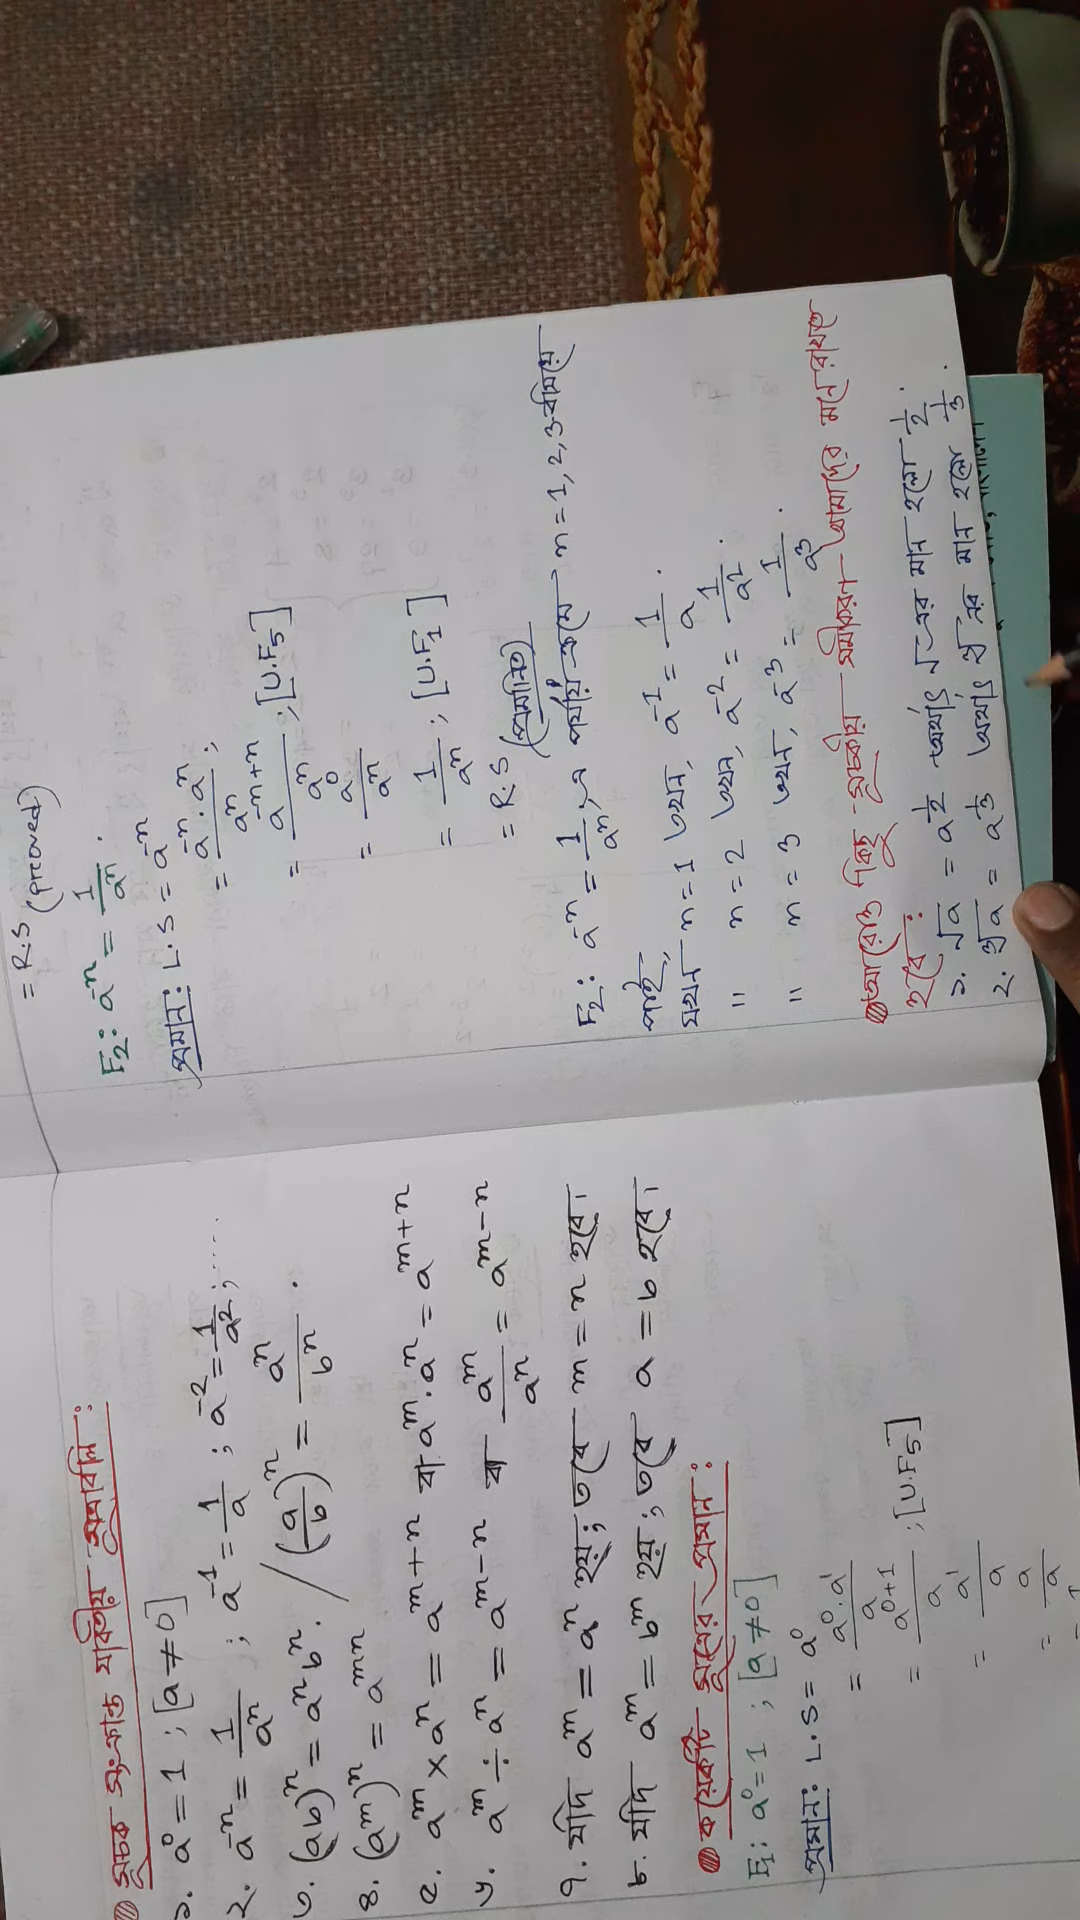 সূচক সংক্রান্ত যাবতীয় সূত্রাবলি :
১. a⁰ = 1 ; [a ≠ 0]
২. a⁻ⁿ = 1/aⁿ ; a⁻¹ = 1/a ; a⁻² = 1/a² ; .....
৩. (ab)ⁿ = aⁿbⁿ. / (a/b)ⁿ = aⁿ/bⁿ .
৪. (aᵐ)ⁿ = aᵐⁿ
৫. aᵐ × aⁿ = aᵐ⁺ⁿ বা aᵐ . aⁿ = aᵐ⁺ⁿ
৬. aᵐ ÷ aⁿ = aᵐ⁻ⁿ বা aᵐ/aⁿ = aᵐ⁻ⁿ
৭. যদি aᵐ = aⁿ হয় ; তবে m = n হবে।
৮. যদি aᵐ = bᵐ হয় ; তবে a = b হবে।
কয়েকটি সূত্রের প্রমান :
F₁ : a⁰ = 1 ; [a ≠ 0]
প্রমান : L.S = a⁰
= a⁰.a¹/a
= a⁰⁺¹/a ; [U.F₅]
= a¹/a
= a/a
= 1
= R.S (proved)
F₂ : a⁻ⁿ = 1/aⁿ .
প্রমান : L.S = a⁻ⁿ
= a⁻ⁿ.aⁿ/aⁿ ;
= a⁻ⁿ⁺ⁿ/aⁿ ; [U.F₅]
= a⁰/aⁿ
= 1/aⁿ ; [U.F₁]
= R.S (প্রমানিত)
F₂ : a⁻ⁿ = 1/aⁿ ; এ পর্যায়ক্রমে n = 1, 2, 3 বসিয়ে
পাই,
যখন n = 1 তখন, a⁻¹ = 1/a .
" n = 2 তখন, a⁻² = 1/a² .
" n = 3 তখন, a⁻³ = 1/a³ .
আরোও কিছু সূচকীয় সমীকরন আমাদের মনে রাখতে
হবে :
১. √a = a^½ অর্থাৎ √ এর মান হলো ½ .
২. ∛a = a^⅓ অর্থাৎ ∛ এর মান হলো ⅓ .